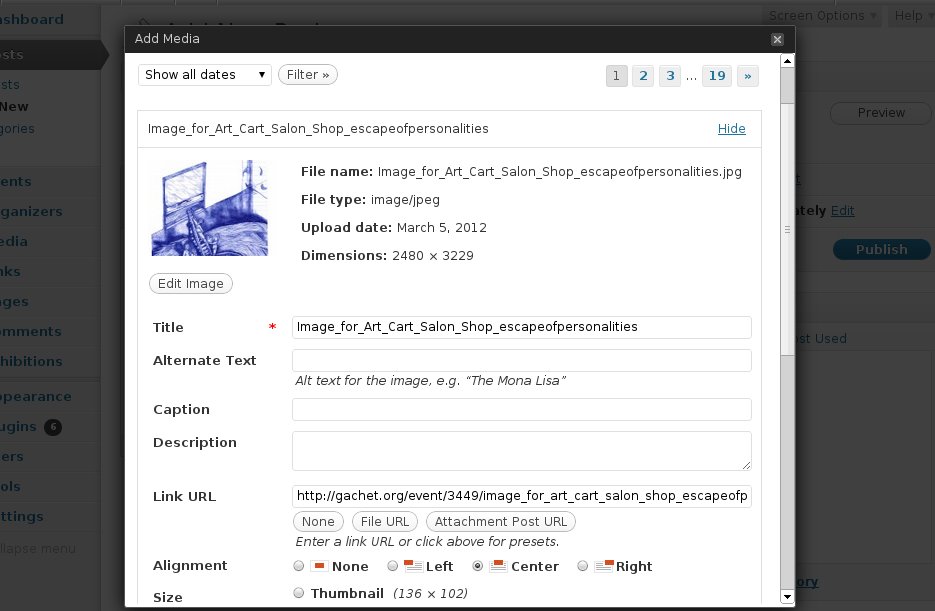 Screen Options ▾ Help
Add Media
Show all dates ▾ Filter » 1 2 3 ... 19 »
Image_for_Art_Cart_Salon_Shop_escapeofpersonalities Hide
File name: Image_for_Art_Cart_Salon_Shop_escapeofpersonalities.jpg
File type: image/jpeg
Upload date: March 5, 2012
Dimensions: 2480 × 3229
Edit Image
Title * Image_for_Art_Cart_Salon_Shop_escapeofpersonalities
Alternate Text
Alt text for the image, e.g. “The Mona Lisa”
Caption
Description
Link URL http://gachet.org/event/3449/image_for_art_cart_salon_shop_escapeofp
None File URL Attachment Post URL
Enter a link URL or click above for presets.
Alignment None Left Center Right
Size Thumbnail (136 × 102)
ashboard
sts
sts
New
gories
ents
ganizers
edia
nks
ges
omments
hibitions
ppearance
ugins 6
ers
ols
ttings
llapse menu
Preview
t
tely Edit
Publish
st Used
ory